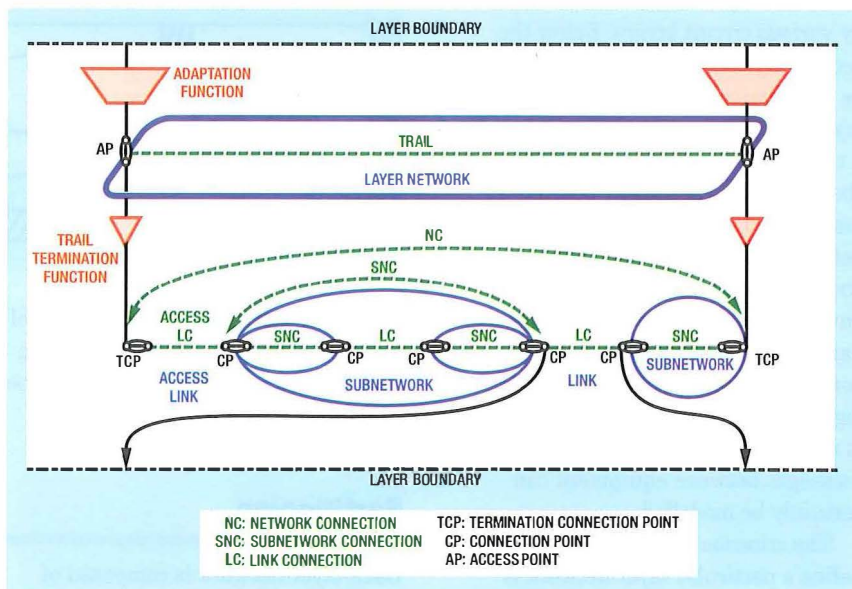 LAYER BOUNDARY
ADAPTATION
FUNCTION
AP
TRAIL
AP
LAYER NETWORK
TRAIL
TERMINATION
FUNCTION
NC
SNC
ACCESS
LC
SNC
LC
SNC
LC
SNC
TCP
CP
CP
CP
CP
CP
TCP
ACCESS
LINK
SUBNETWORK
LINK
SUBNETWORK
LAYER BOUNDARY
NC: NETWORK CONNECTION
SNC: SUBNETWORK CONNECTION
LC: LINK CONNECTION
TCP: TERMINATION CONNECTION POINT
CP: CONNECTION POINT
AP: ACCESS POINT